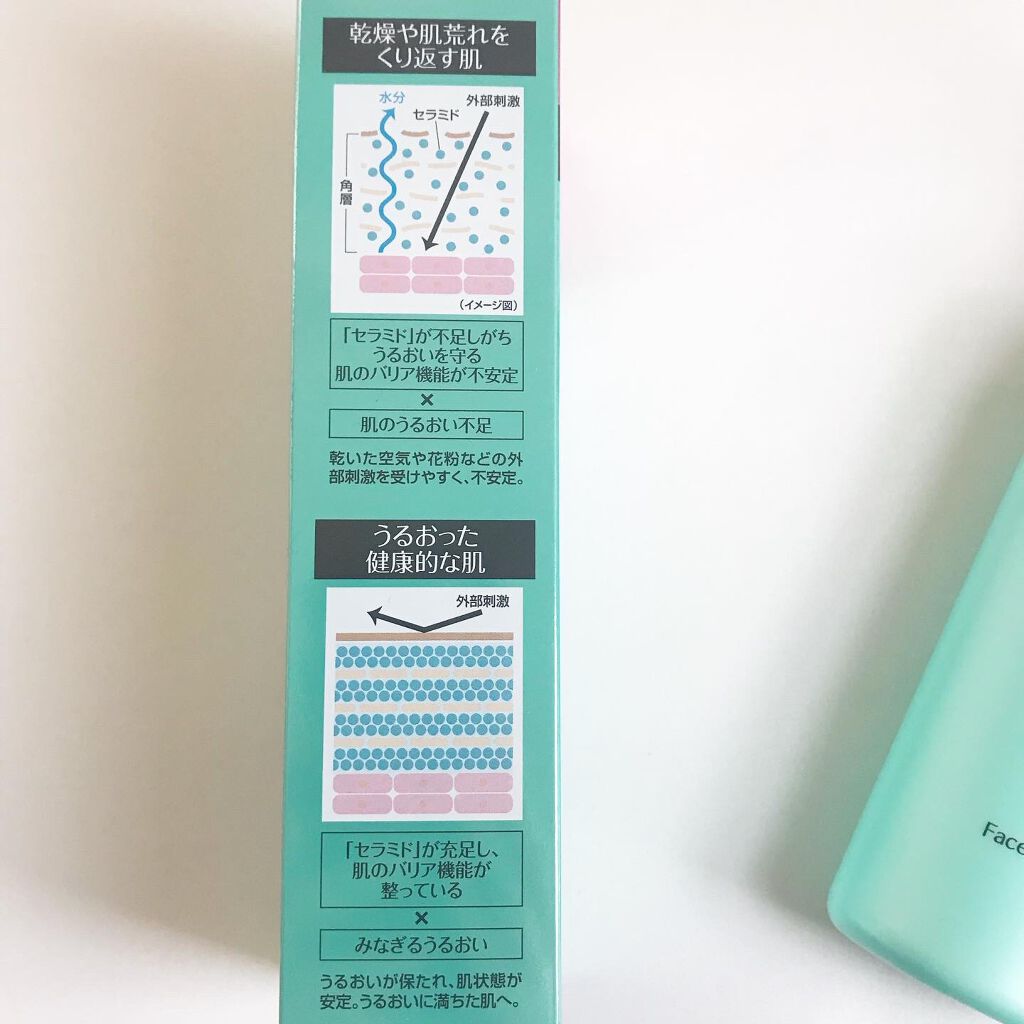 乾燥や肌荒れを
くり返す肌
水分
外部刺激
セラミド
角層
(イメージ図)
「セラミド」が不足しがち
うるおいを守る
肌のバリア機能が不安定
×
肌のうるおい不足
乾いた空気や花粉などの外
部刺激を受けやすく、不安定。
うるおった
健康的な肌
外部刺激
「セラミド」が充足し、
肌のバリア機能が
整っている
×
みなぎるうるおい
うるおいが保たれ、肌状態が
安定。うるおいに満ちた肌へ。
Face